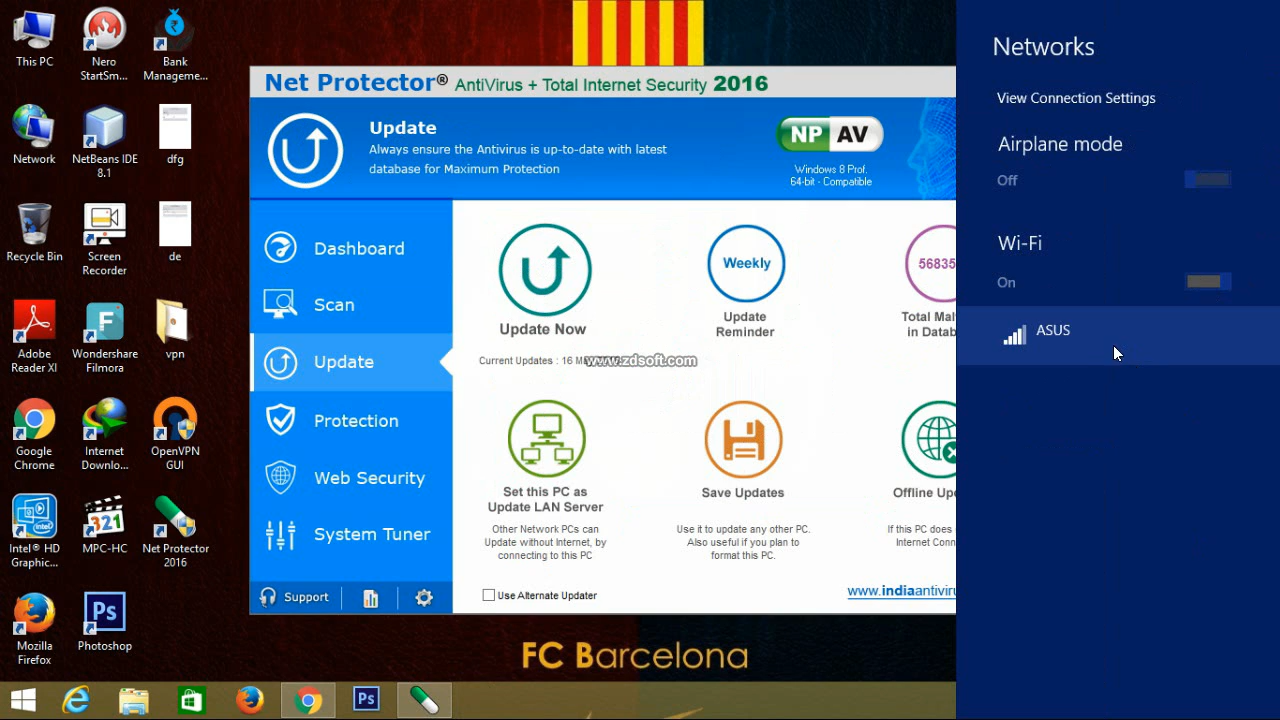 This PC
Nero
StartSm...
Bank
Manageme...
Network
NetBeans IDE
8.1
dfg
Recycle Bin
Screen
Recorder
de
Adobe
Reader XI
Wondershare
Filmora
vpn
Google
Chrome
Internet
Downlo...
OpenVPN
GUI
Intel® HD
Graphic...
MPC-HC
Net Protector
2016
Mozilla
Firefox
Photoshop
Net Protector® AntiVirus + Total Internet Security 2016
Update
Always ensure the Antivirus is up-to-date with latest
database for Maximum Protection
NP AV
Windows 8 Prof.
64-bit - Compatible
Dashboard
Scan
Update
Protection
Web Security
System Tuner
Support
Update Now
Current Updates : 16
www.zdsoft.com
Weekly
Update
Reminder
56835
Total
in
Set this PC as
Update LAN Server
Other Network PCs can
Update without Internet, by
connecting to this PC
Save Updates
Use it to update any other PC.
Also useful if you plan to
format this PC.
Offline
If this PC does
Internet
Use Alternate Updater
www.indiaantiviru
FC Barcelona
Ps
Networks
View Connection Settings
Airplane mode
Off
Wi-Fi
On
ASUS